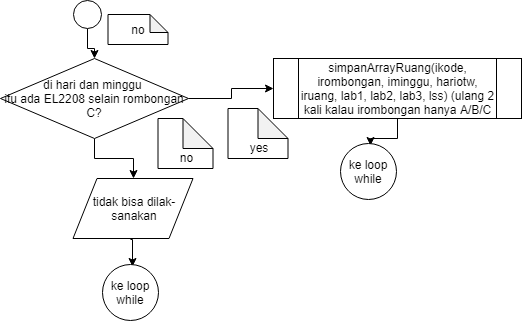 no
di hari dan minggu
itu ada EL2208 selain rombongan
C?
simpanArrayRuang(ikode,
irombongan, iminggu, hariotw,
iruang, lab1, lab2, lab3, lss) (ulang 2
kali kalau irombongan hanya A/B/C
no
yes
ke loop
while
tidak bisa dilak-
sanakan
ke loop
while